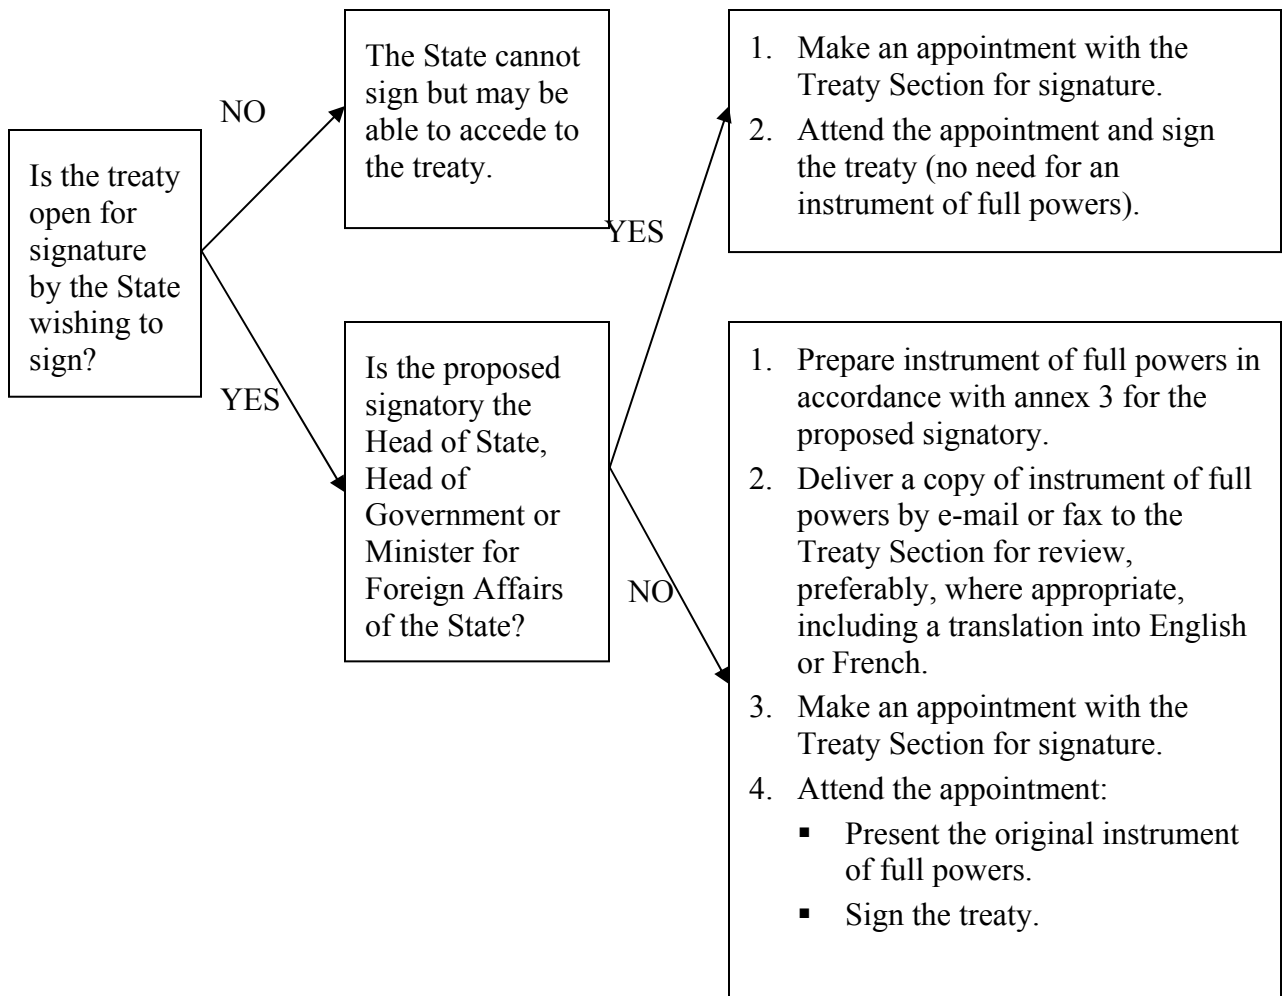 Is the treaty
open for
signature
by the State
wishing to
sign?
NO
YES
The State cannot
sign but may be
able to accede to
the treaty.
Is the proposed
signatory the
Head of State,
Head of
Government or
Minister for
Foreign Affairs
of the State?
YES
NO
1. Make an appointment with the
Treaty Section for signature.
2. Attend the appointment and sign
the treaty (no need for an
instrument of full powers).
1. Prepare instrument of full powers in
accordance with annex 3 for the
proposed signatory.
2. Deliver a copy of instrument of full
powers by e-mail or fax to the
Treaty Section for review,
preferably, where appropriate,
including a translation into English
or French.
3. Make an appointment with the
Treaty Section for signature.
4. Attend the appointment:
▪ Present the original instrument
of full powers.
▪ Sign the treaty.